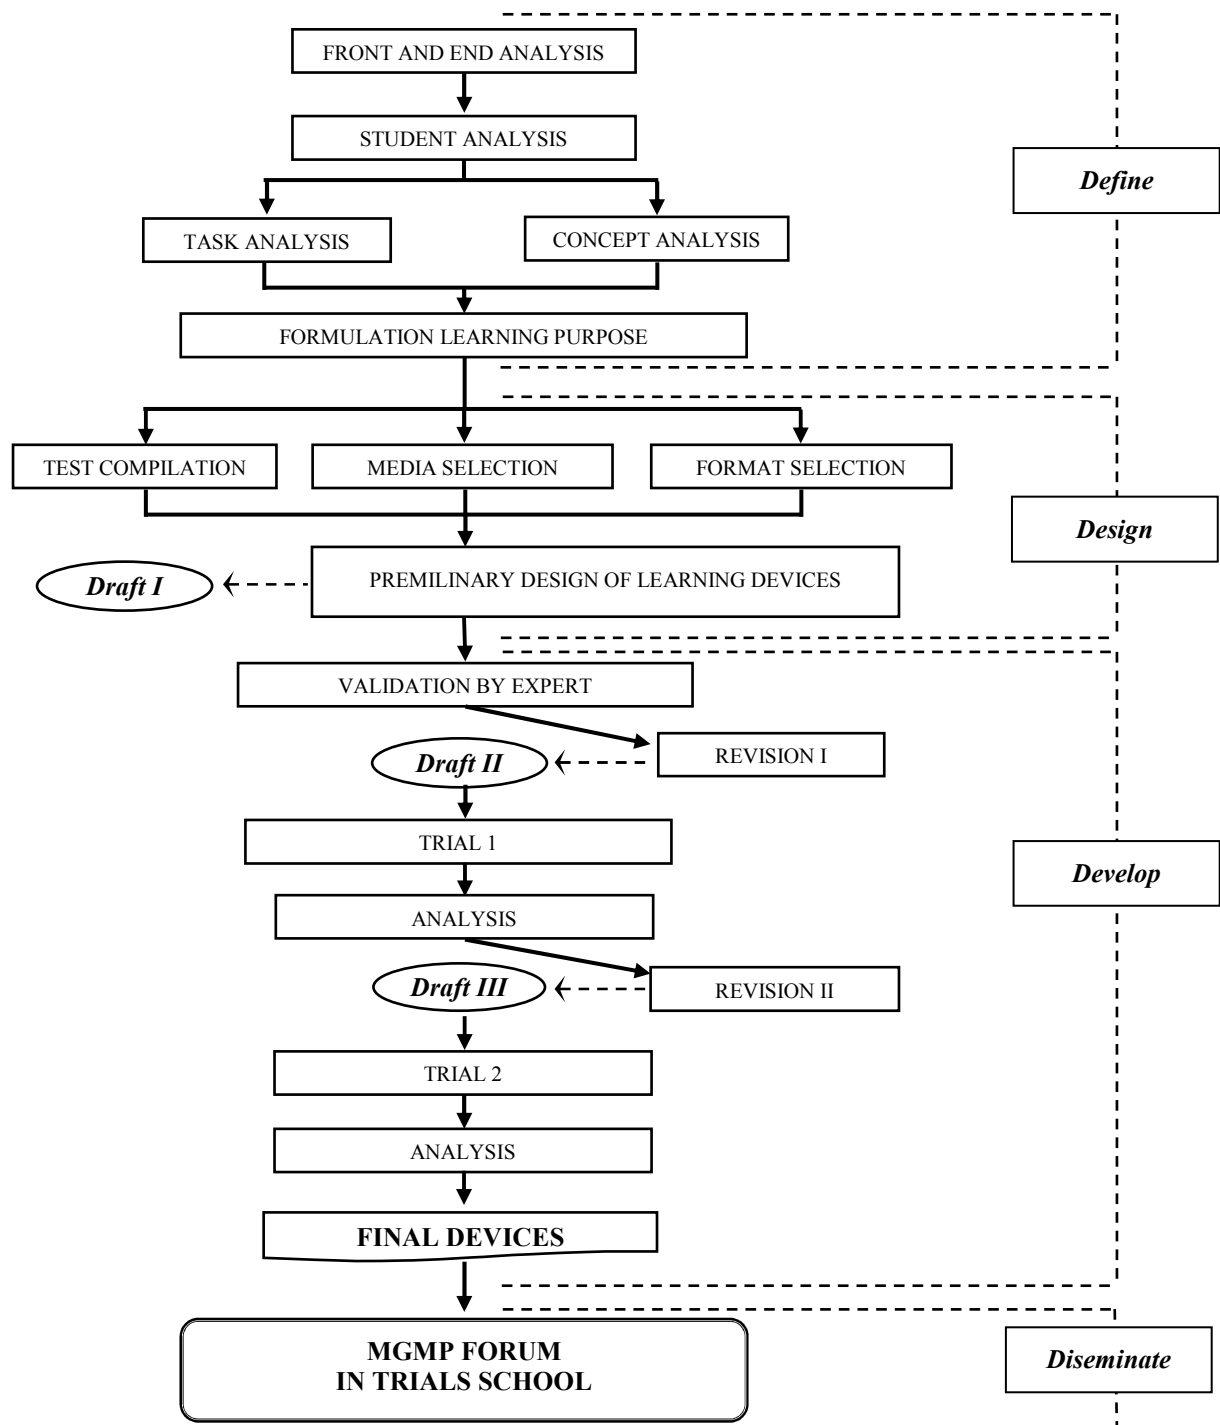 FRONT AND END ANALYSIS
STUDENT ANALYSIS
Define
TASK ANALYSIS
CONCEPT ANALYSIS
FORMULATION LEARNING PURPOSE
TEST COMPILATION
MEDIA SELECTION
FORMAT SELECTION
Design
Draft I
PREMILINARY DESIGN OF LEARNING DEVICES
VALIDATION BY EXPERT
Draft II
REVISION I
TRIAL 1
Develop
ANALYSIS
Draft III
REVISION II
TRIAL 2
ANALYSIS
FINAL DEVICES
MGMP FORUM
IN TRIALS SCHOOL
Diseminate